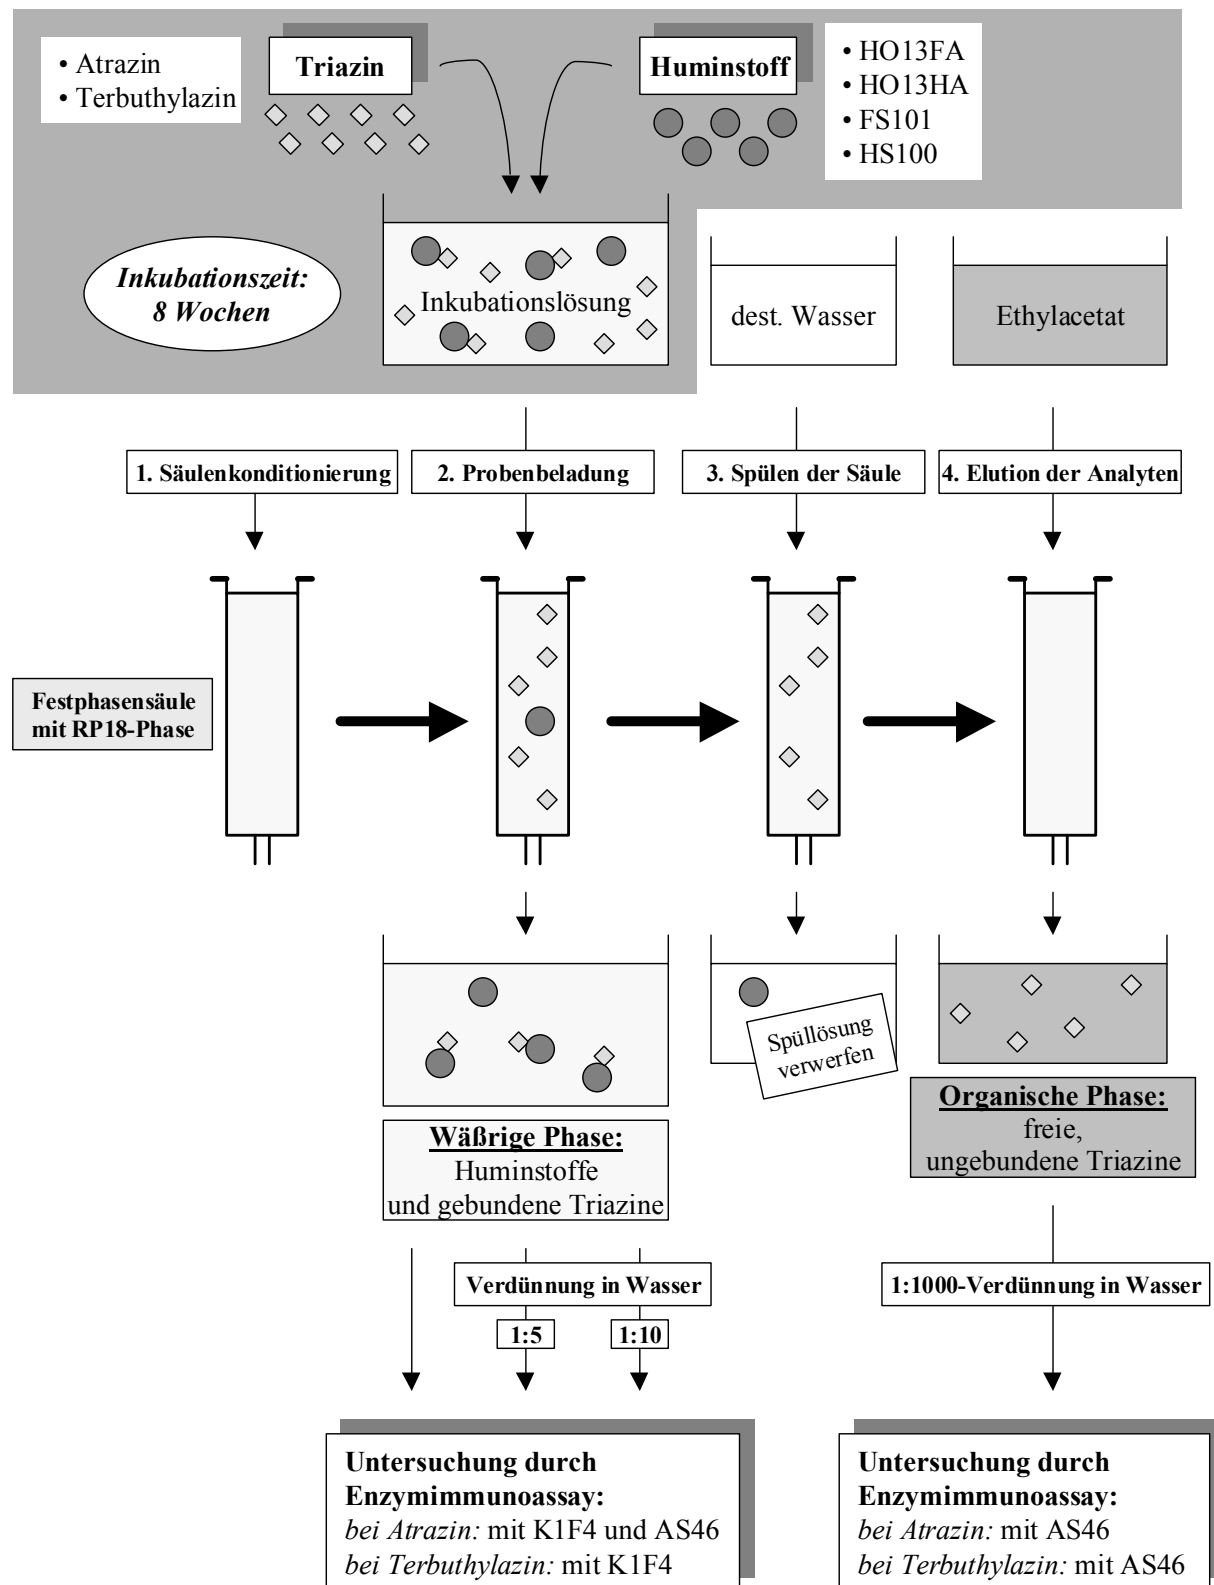 • Atrazin
• Terbuthylazin
Triazin
Huminstoff
• HO13FA
• HO13HA
• FS101
• HS100
Inkubationszeit:
8 Wochen
Inkubationslösung
dest. Wasser
Ethylacetat
1. Säulenkonditionierung
2. Probenbeladung
3. Spülen der Säule
4. Elution der Analyten
Festphasensäule
mit RP18-Phase
Spüllösung
verwerfen
Wäßrige Phase:
Huminstoffe
und gebundene Triazine
Organische Phase:
freie,
ungebundene Triazine
Verdünnung in Wasser
1:5
1:10
1:1000-Verdünnung in Wasser
Untersuchung durch
Enzymimmunoassay:
bei Atrazin: mit K1F4 und AS46
bei Terbuthylazin: mit K1F4
Untersuchung durch
Enzymimmunoassay:
bei Atrazin: mit AS46
bei Terbuthylazin: mit AS46